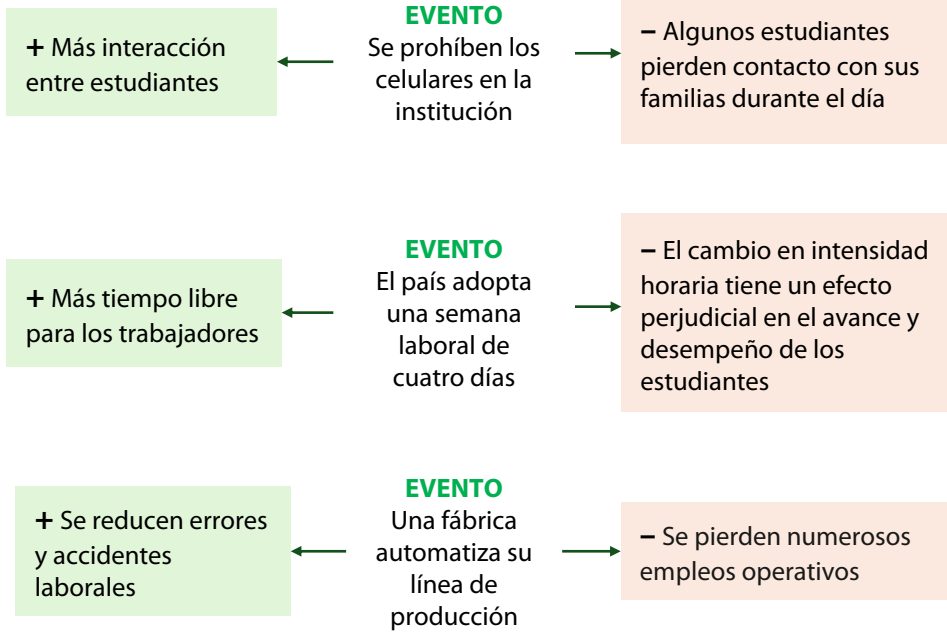 + Más interacción
entre estudiantes
EVENTO
Se prohíben los
celulares en la
institución
– Algunos estudiantes
pierden contacto con sus
familias durante el día
+ Más tiempo libre
para los trabajadores
EVENTO
El país adopta
una semana
laboral de
cuatro días
– El cambio en intensidad
horaria tiene un efecto
perjudicial en el avance y
desempeño de los
estudiantes
+ Se reducen errores
y accidentes
laborales
EVENTO
Una fábrica
automatiza su
línea de
producción
– Se pierden numerosos
empleos operativos